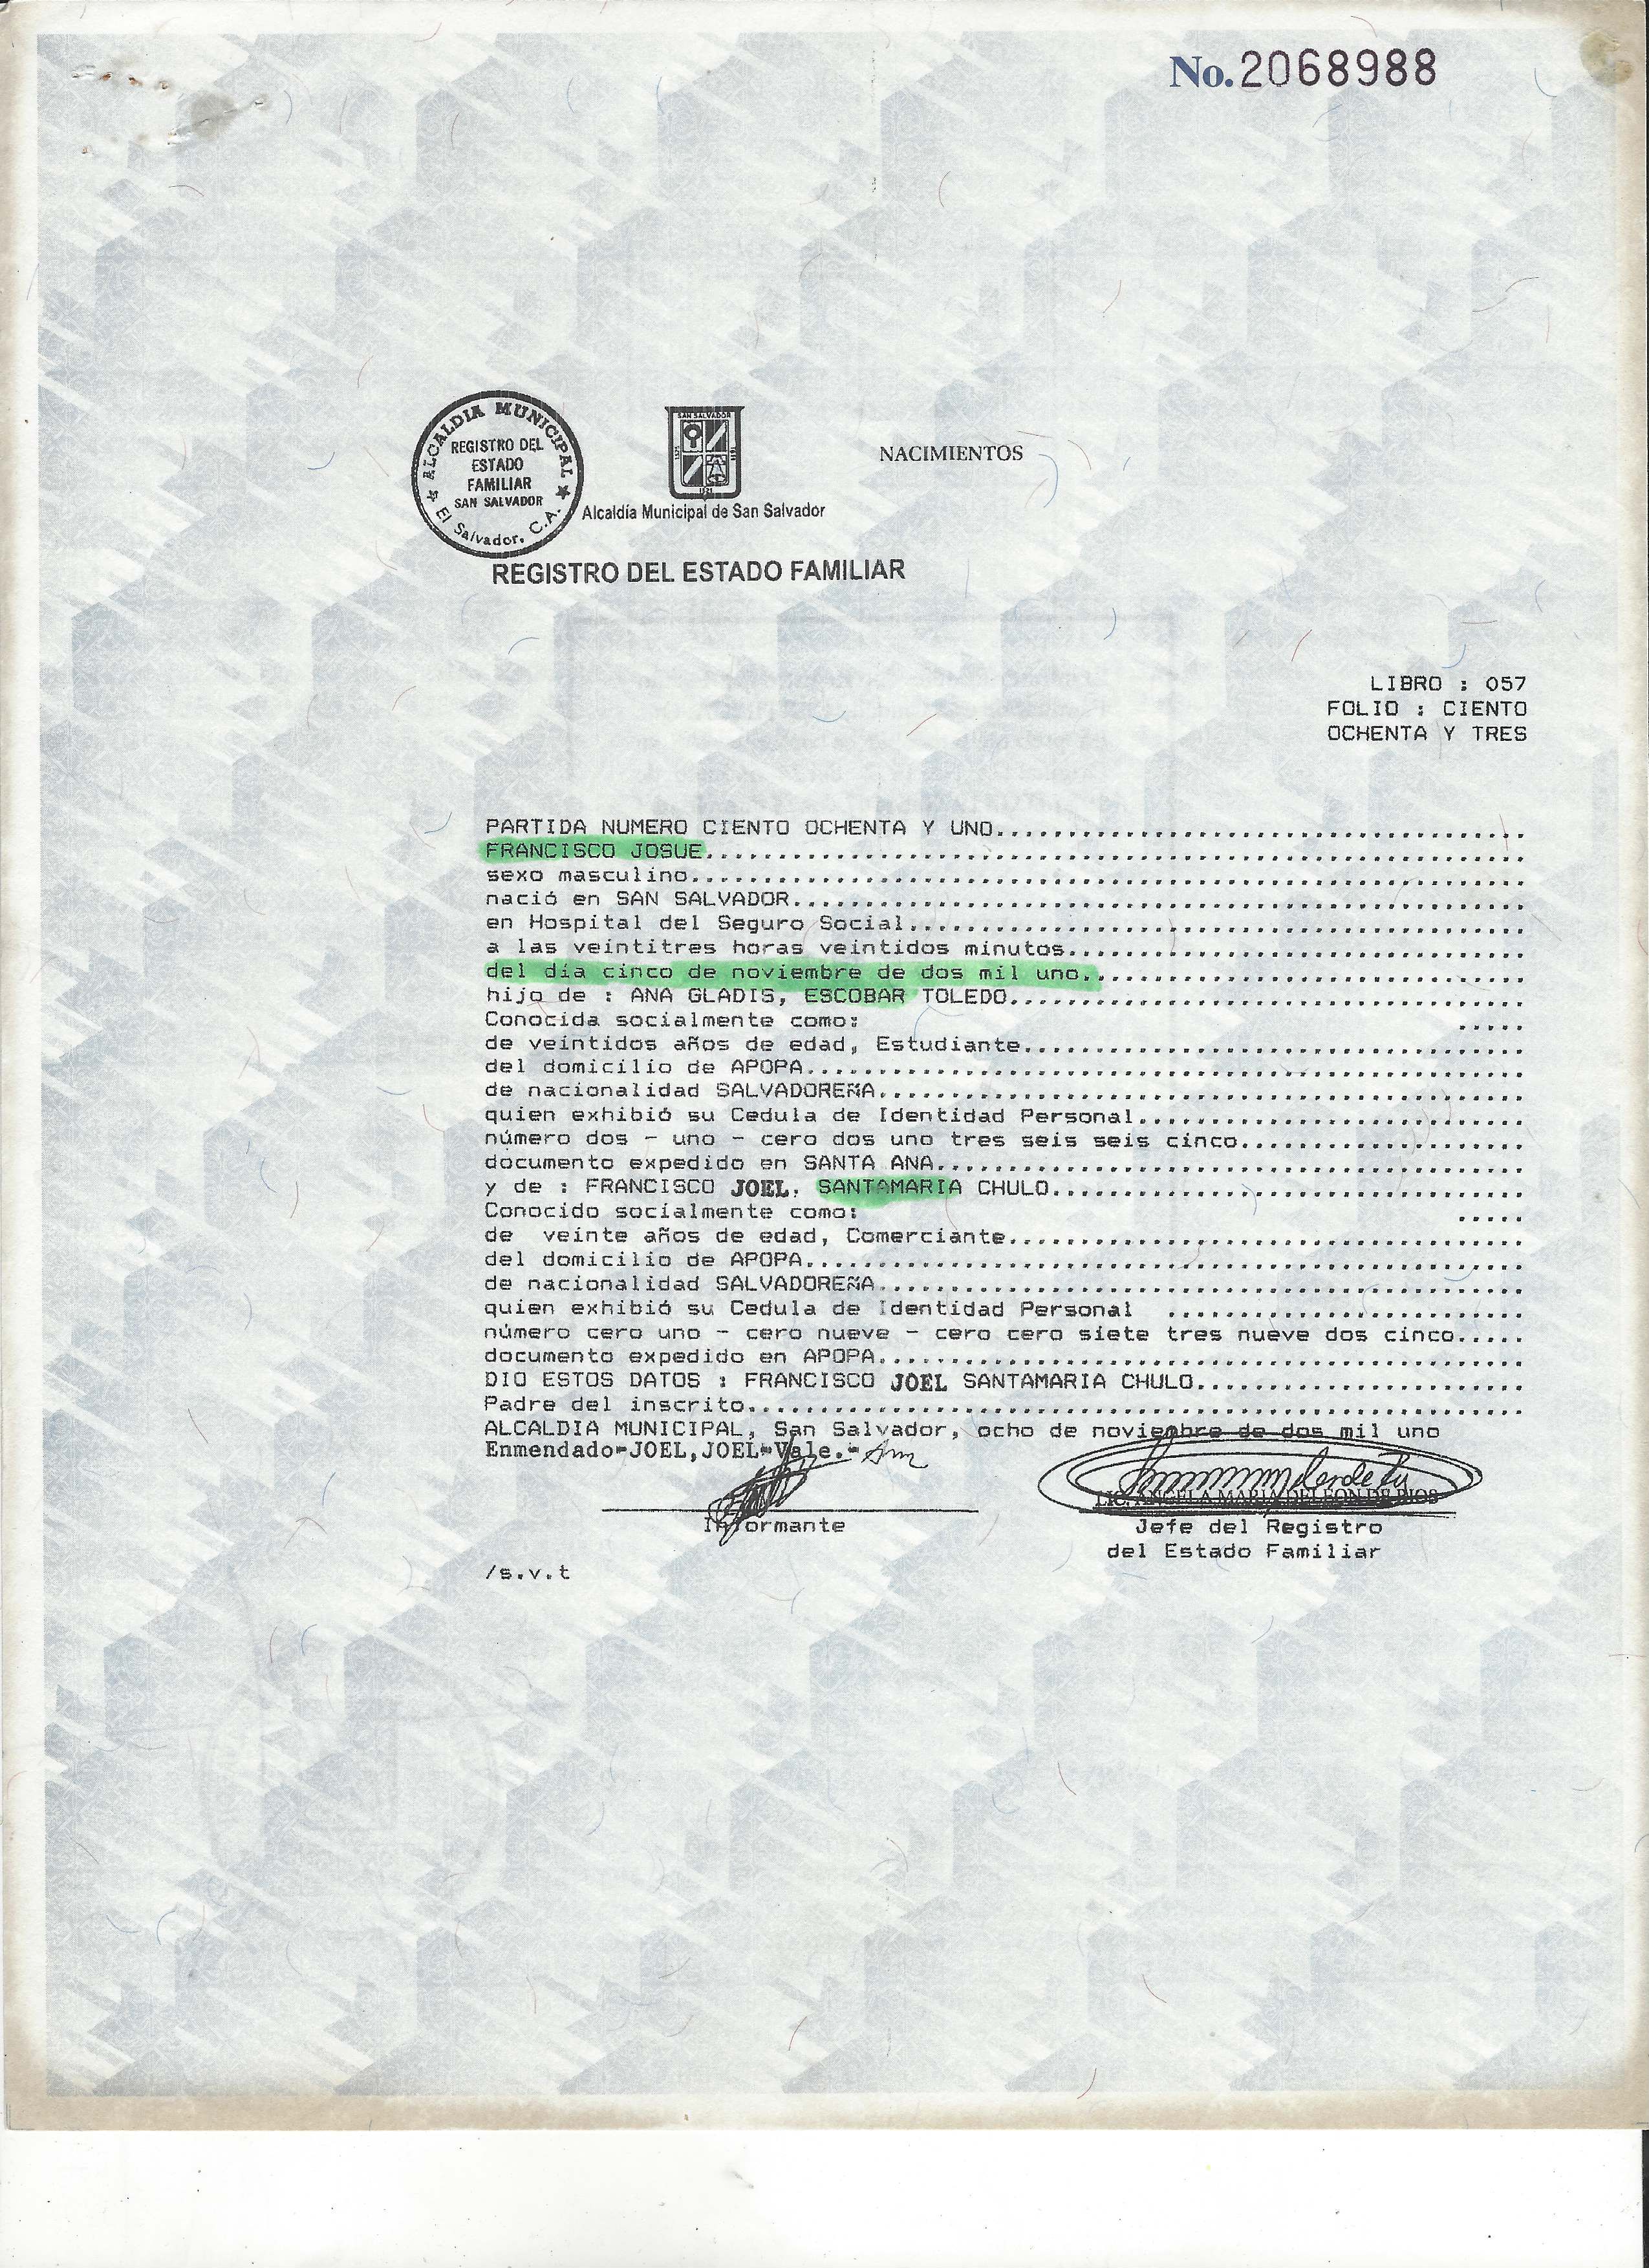 No. 2068988
ALCALDIA MUNICIPAL
REGISTRO DEL
ESTADO
FAMILIAR
SAN SALVADOR
El Salvador, C.A.
SAN SALVADOR
NACIMIENTOS
Alcaldía Municipal de San Salvador
REGISTRO DEL ESTADO FAMILIAR
LIBRO : 057
FOLIO : CIENTO
OCHENTA Y TRES
PARTIDA NUMERO CIENTO OCHENTA Y UNO
FRANCISCO JOSUE
sexo masculino
nació en SAN SALVADOR
en Hospital del Seguro Social
a las veintitres horas veintidos minutos
del día cinco de noviembre de dos mil uno.
hijo de : ANA GLADIS, ESCOBAR TOLEDO
Conocida socialmente como:
de veintidos años de edad, Estudiante
del domicilio de APOPA
de nacionalidad SALVADOREÑA
quien exhibió su Cedula de Identidad Personal
número dos - uno - cero dos uno tres seis seis cinco
documento expedido en SANTA ANA
y de : FRANCISCO JOEL, SANTAMARIA CHULO
Conocido socialmente como:
de veinte años de edad, Comerciante
del domicilio de APOPA
de nacionalidad SALVADOREÑA
quien exhibió su Cedula de Identidad Personal
número cero uno - cero nueve - cero cero siete tres nueve dos cinco
documento expedido en APOPA
DIO ESTOS DATOS : FRANCISCO JOEL SANTAMARIA CHULO
Padre del inscrito
ALCALDIA MUNICIPAL, San Salvador, ocho de noviembre de dos mil uno
Enmendado-JOEL,JOEL-Vale.-
LIC. ANGELA MARIA DELEON DE RIOS
Informante
Jefe del Registro
del Estado Familiar
/s.v.t